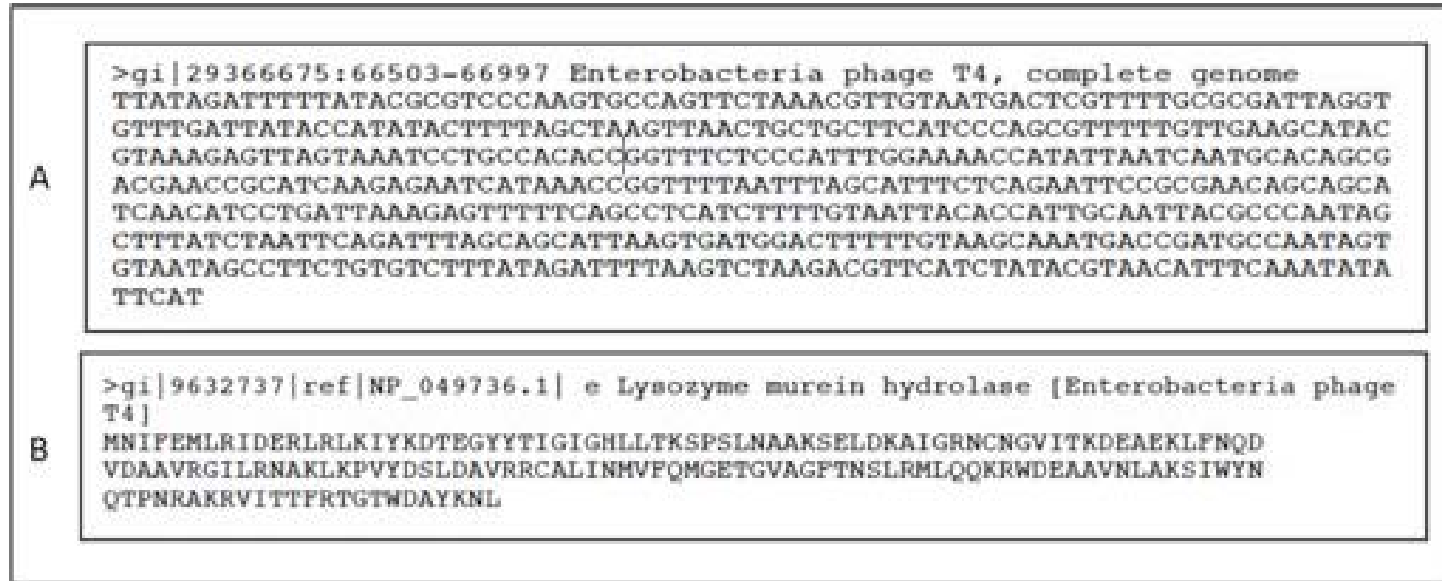 A
>gi|29366675:66503-66997 Enterobacteria phage T4, complete genome
TTATAGATTTTTATACGCGTCCCAAGTGCCAGTTCTAAACGTTGTAATGACTCGTTTTGCGCGATTAGGT
GTTTGATTATACCATATACTTTTAGCTAAGTTAACTGCTGCTTCATCCCAGCGTTTTTGTTGAAGCATAC
GTAAAGAGTTAGTAAATCCTGCCACACCGGTTTCTCCCATTTGGAAAACCATATTAATCAATGCACAGCG
ACGAACCGCATCAAGAGAATCATAAACCGGTTTTAATTTAGCATTTCTCAGAATTCCGCGAACAGCAGCA
TCAACATCCTGATTAAAGAGTTTTTCAGCCTCATCTTTTGTAATTACACCATTGCAATTACGCCCAATAG
CTTTATCTAATTCAGATTTAGCAGCATTAAGTGATGGACTTTTTGTAAGCAAATGACCGATGCCAATAGT
GTAATAGCCTTCTGTGTCTTTATAGATTTTAAGTCTAAGACGTTCATCTATACGTAACATTTCAAATATA
TTCAT
B
>gi|9632737|ref|NP_049736.1| e Lysozyme murein hydrolase [Enterobacteria phage
T4]
MNIFEMLRIDERLRLKIYKDTEGYYTIGIGHLLTKSPSLNAAKSELDKAIGRNCNGVITKDEAEKLFNQD
VDAAVRGILRNAKLKPVYDSLDAVRRCALINMVFQMGETGVAGFTNSLRMLQQKRWDEAAVNLAKSIWYN
QTPNRAKRVITTFRTGTWDAYKNL